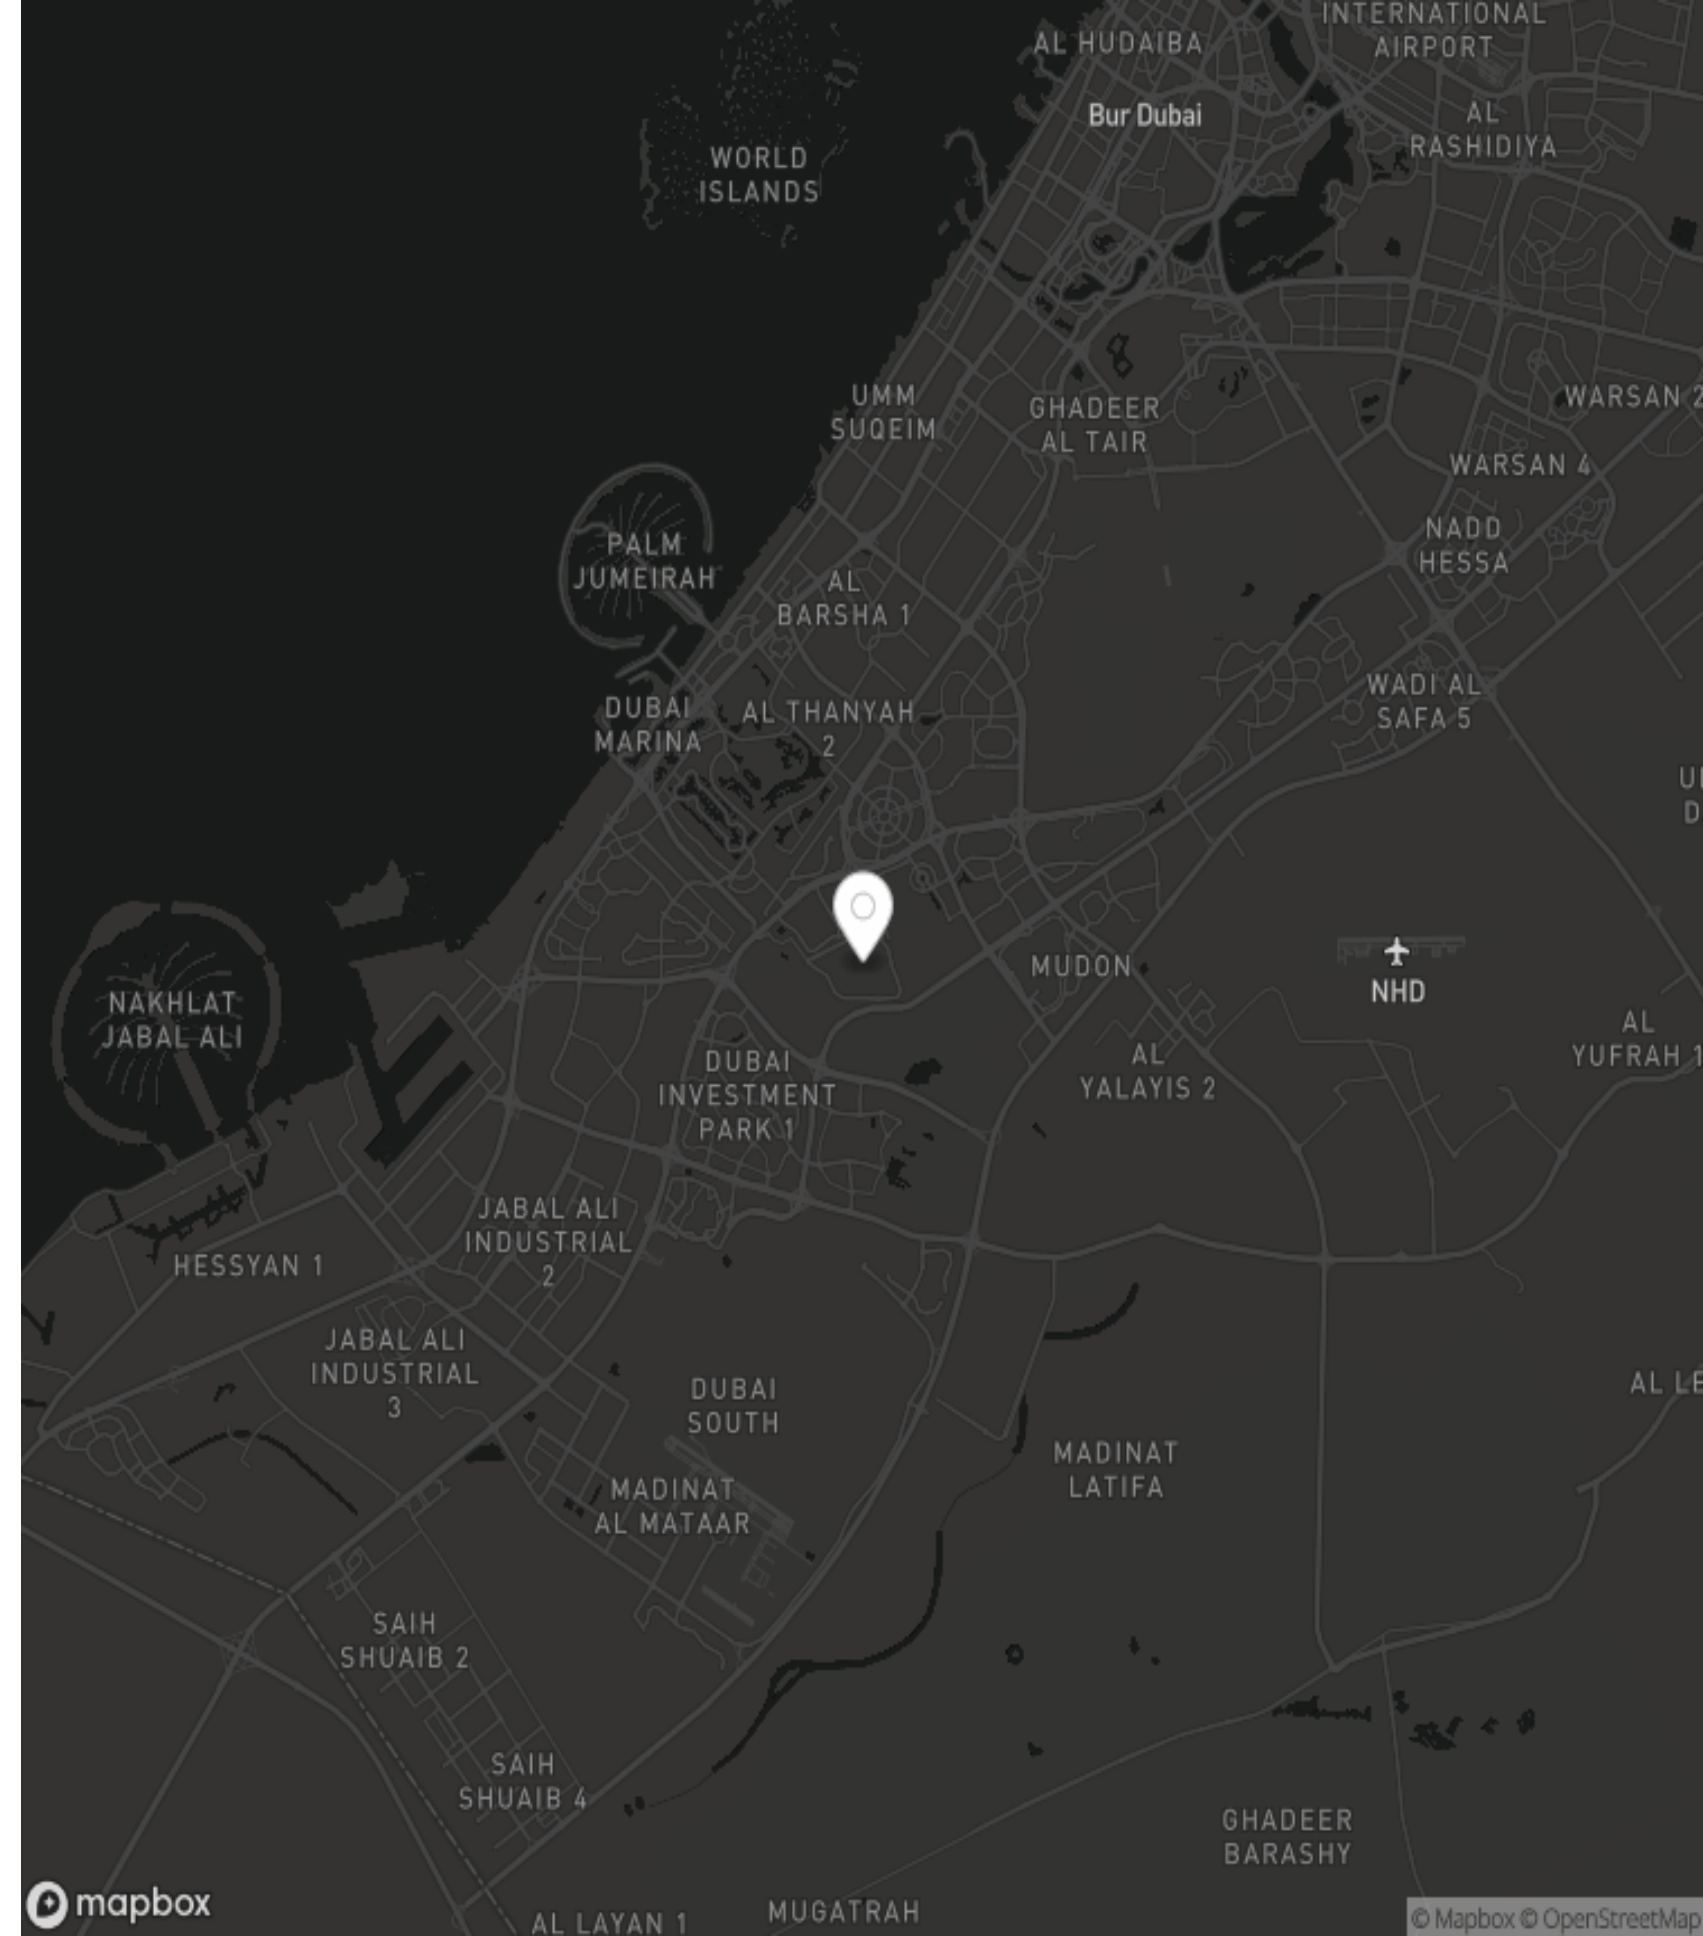 INTERNATIONAL
AIRPORT
AL HUDAIBA
Bur Dubai
AL
RASHIDIYA
WORLD
ISLANDS
UMM
SUQEIM
GHADEER
AL TAIR
WARSAN 2
WARSAN 4
NADD
HESSA
PALM
JUMEIRAH
AL
BARSHA 1
WADI AL
SAFA 5
DUBAI
MARINA
AL THANYAH
2
U
D
MUDON
NHD
NAKHLAT
JABAL ALI
AL
YUFRAH 1
DUBAI
INVESTMENT
PARK 1
AL
YALAYIS 2
JABAL ALI
INDUSTRIAL
2
HESSYAN 1
JABAL ALI
INDUSTRIAL
3
DUBAI
SOUTH
AL LE
MADINAT
LATIFA
MADINAT
AL MATAAR
SAIH
SHUAIB 2
SAIH
SHUAIB 4
GHADEER
BARASHY
mapbox
AL LAYAN 1
MUGATRAH
© Mapbox © OpenStreetMap